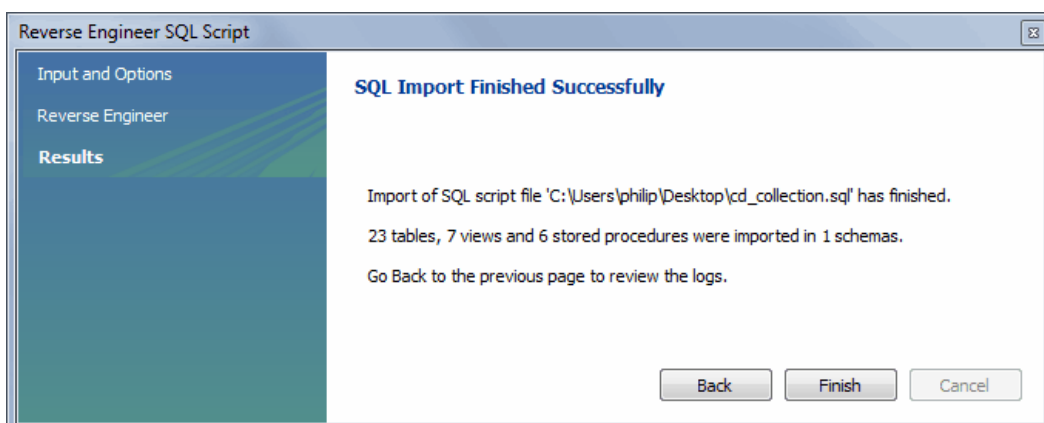 Reverse Engineer SQL Script
Input and Options
Reverse Engineer
Results
SQL Import Finished Successfully
Import of SQL script file 'C:\Users\philip\Desktop\cd_collection.sql' has finished.
23 tables, 7 views and 6 stored procedures were imported in 1 schemas.
Go Back to the previous page to review the logs.
Back Finish Cancel